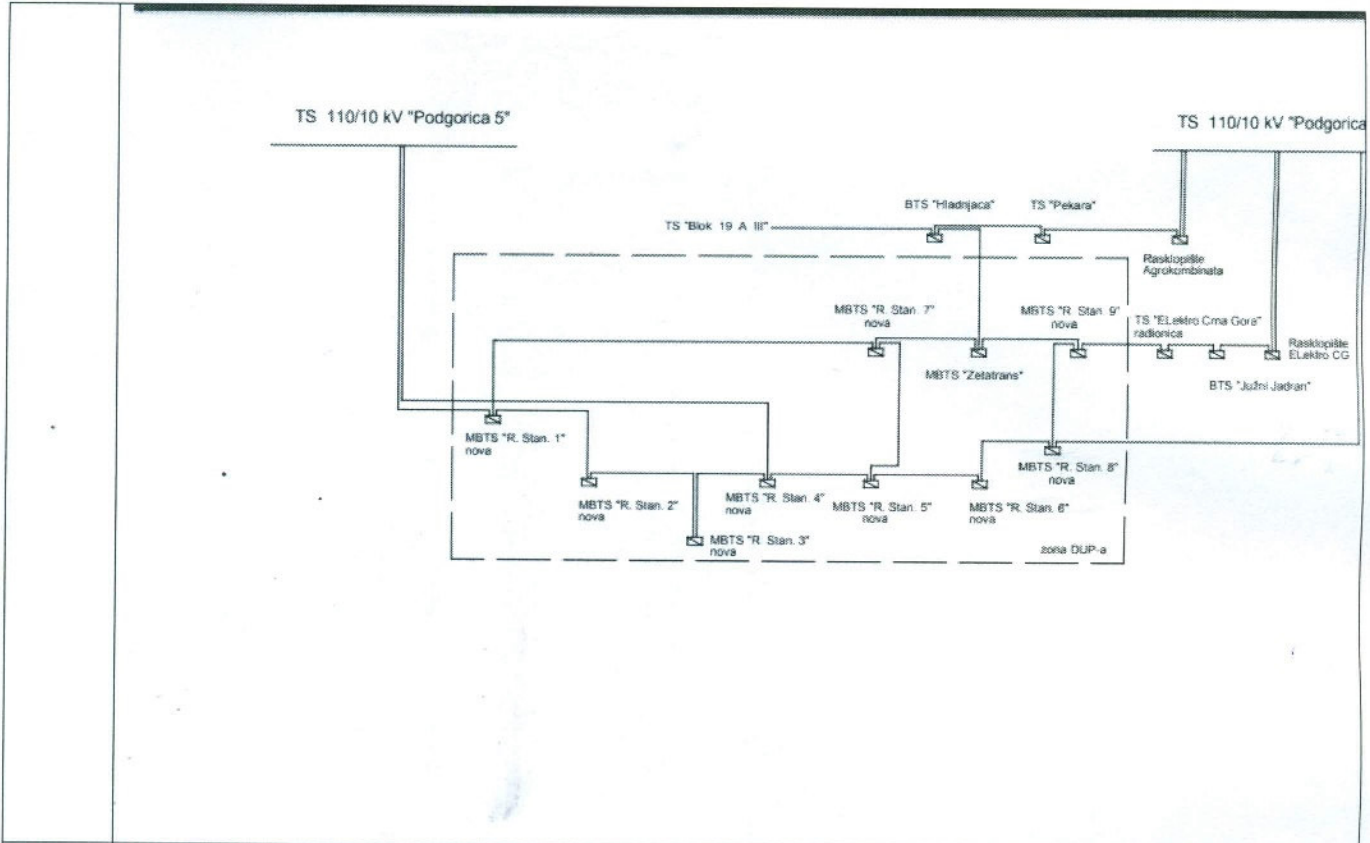 TS 110/10 kV "Podgorica 5"
TS 110/10 kV "Podgorica
BTS "Hladnjaca"
TS "Pekara"
TS "Blok 19 A III"
Rasklopište
Agrokombinata
MBTS "R. Stan. 7"
nova
MBTS "R. Stan. 9"
nova
TS "ELektro Crna Gora"
radionica
Rasklopište
ELektro CG
MBTS "Zetatrans"
BTS "Južni Jadran"
MBTS "R. Stan. 1"
nova
MBTS "R. Stan. 8"
nova
MBTS "R. Stan. 2"
nova
MBTS "R. Stan. 4"
nova
MBTS "R. Stan. 5"
nova
MBTS "R. Stan. 6"
nova
MBTS "R. Stan. 3"
nova
zona DUP-a